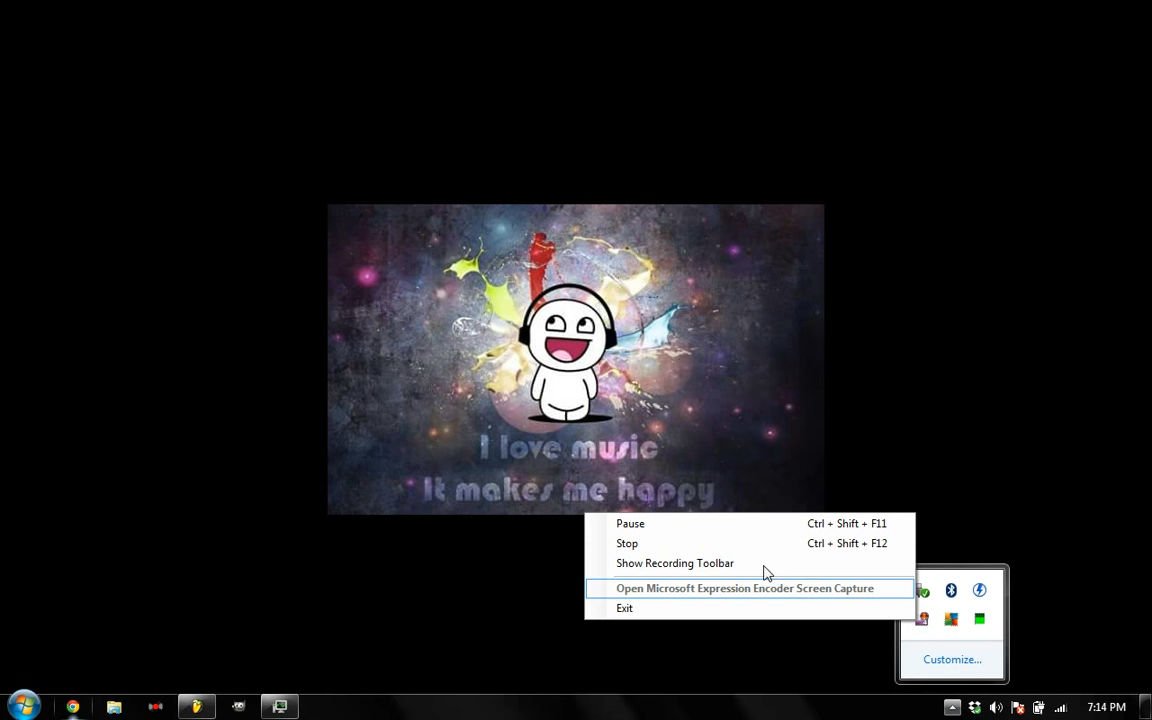 I love music
It makes me happy
Pause Ctrl + Shift + F11
Stop Ctrl + Shift + F12
Show Recording Toolbar
Open Microsoft Expression Encoder Screen Capture
Exit
Customize...
7:14 PM